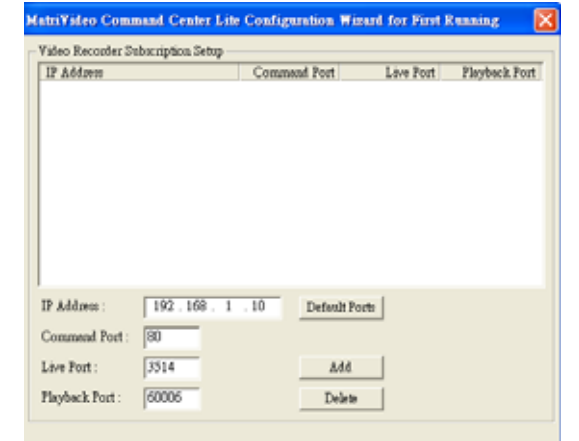 MatriVideo Command Center Lite Configuration Wizard for First Running
Video Recorder Subscription Setup
IP Address Command Port Live Port Playback Port
IP Address : 192 . 168 . 1 . 10 Default Ports
Command Port : 80
Live Port : 3514 Add
Playback Port : 60006 Delete